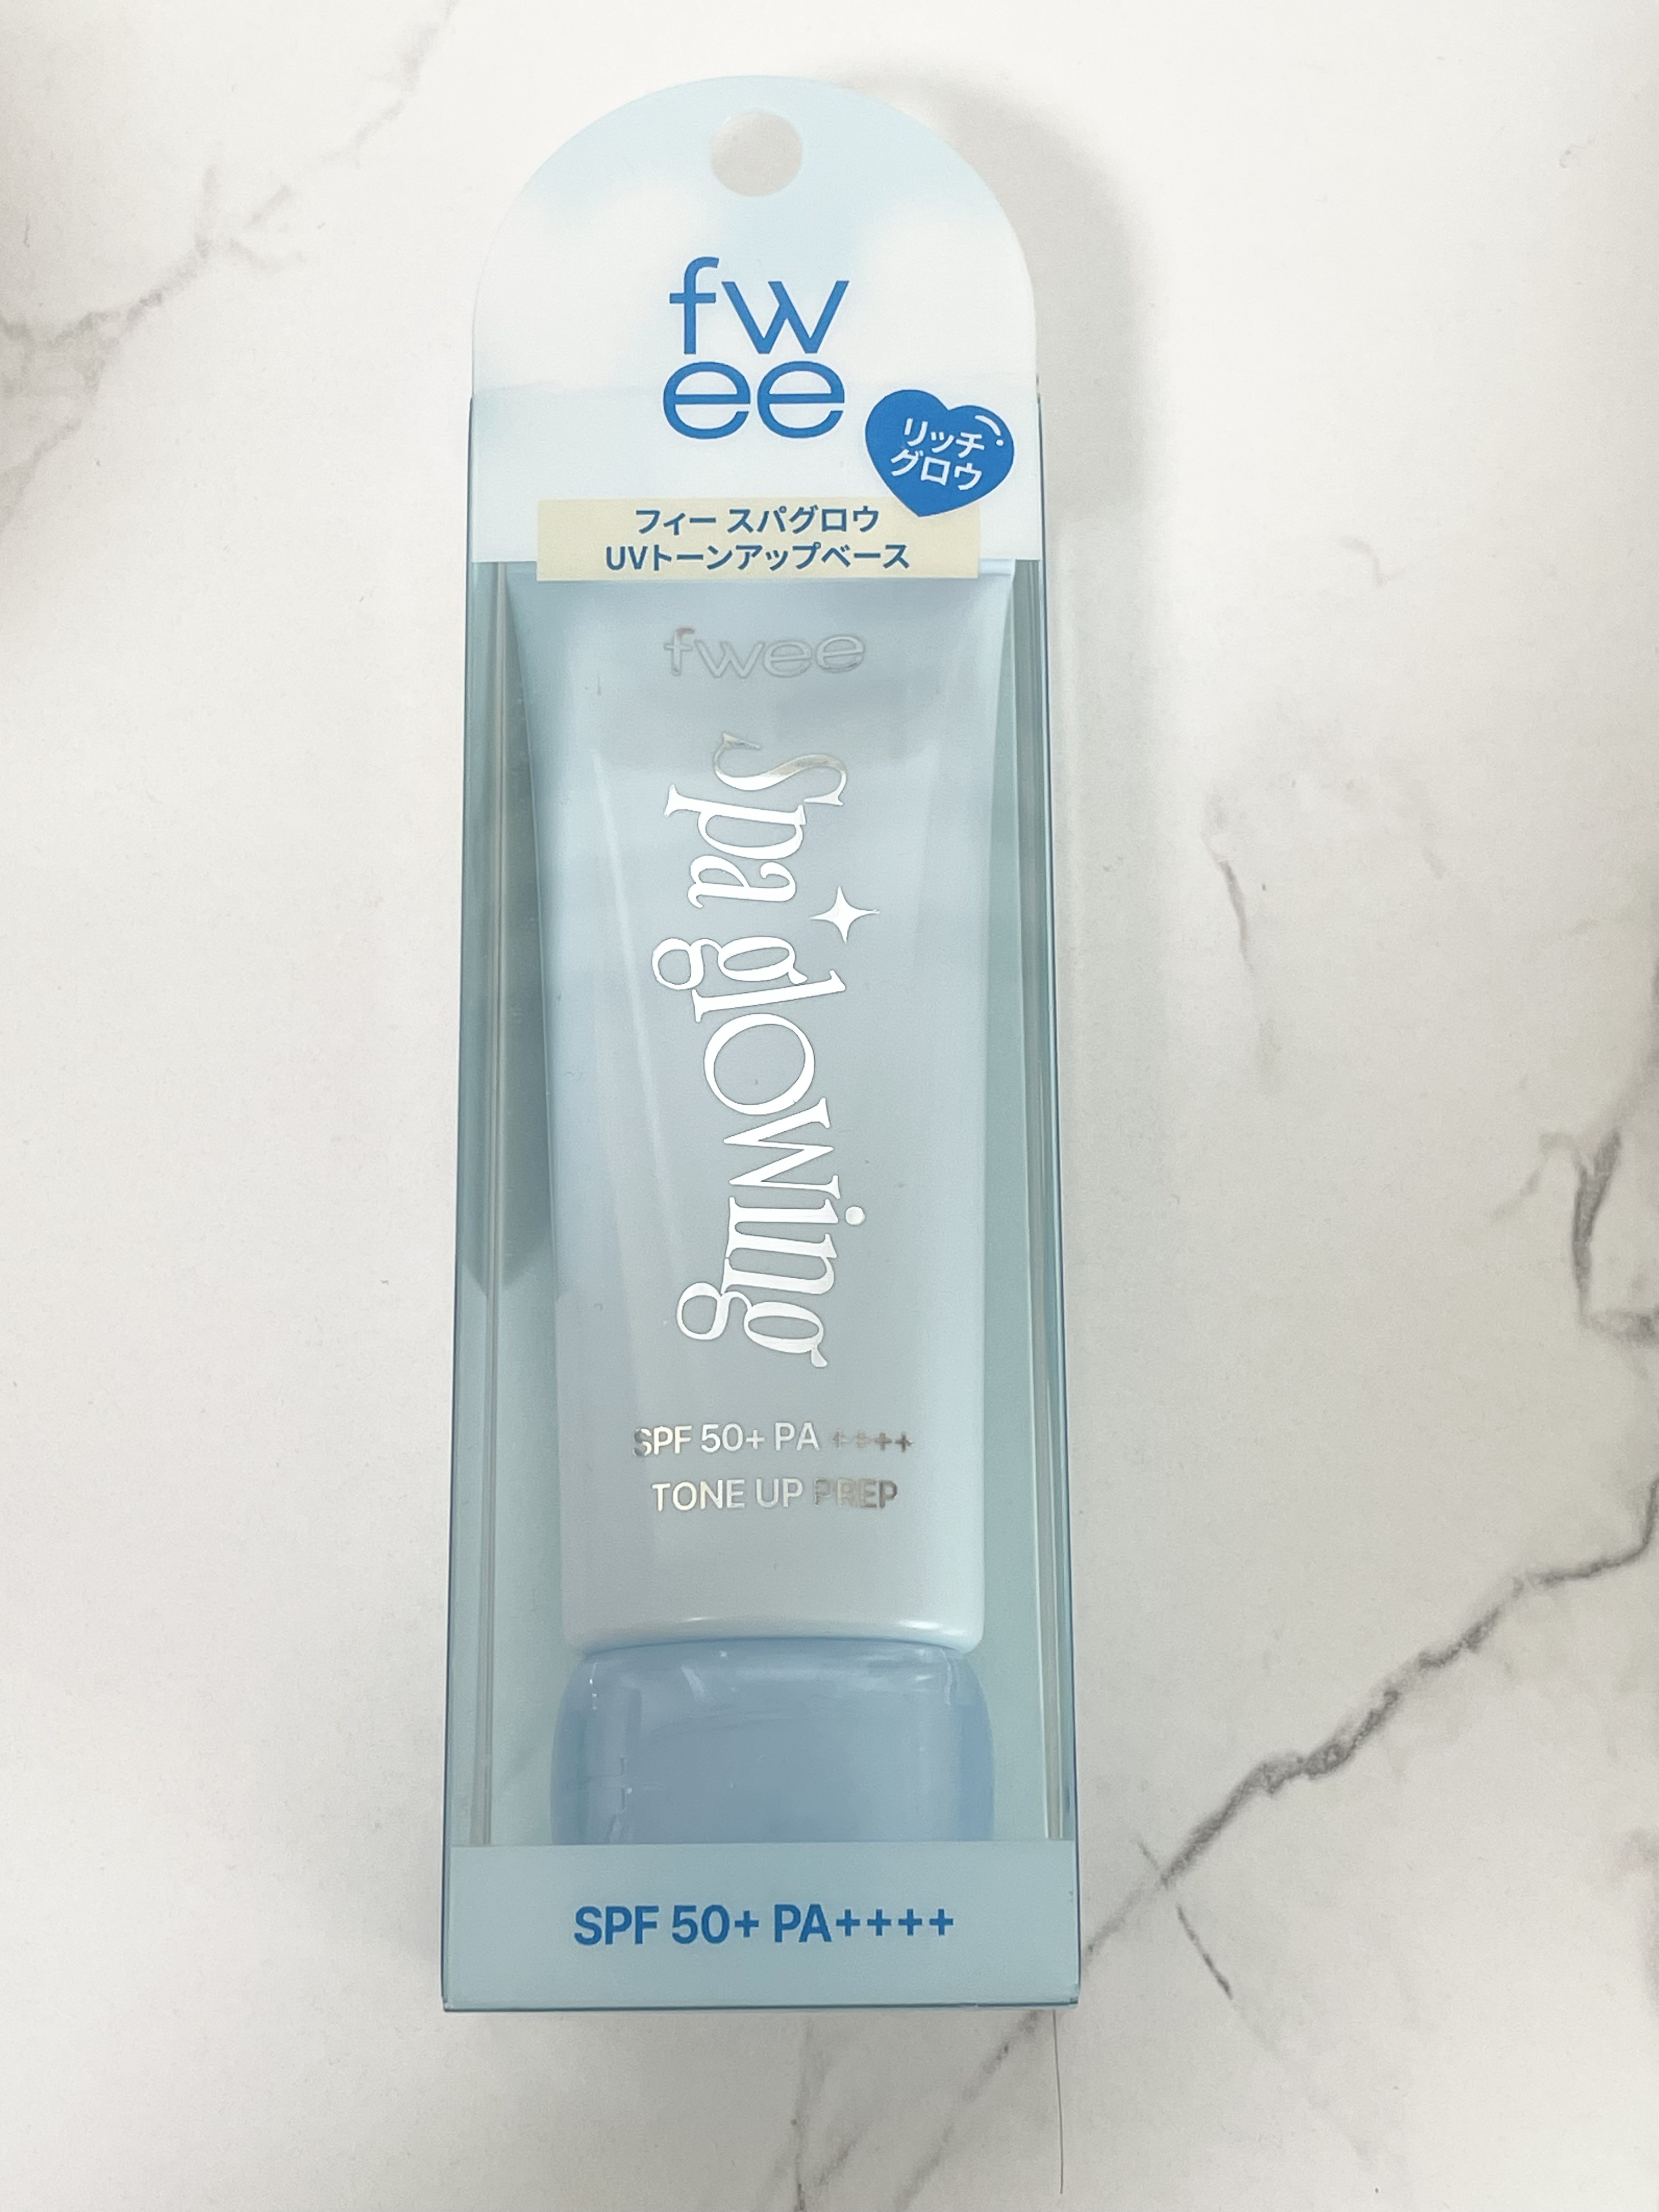 fw
ee
リッチ
グロウ
フィー スパグロウ
UVトーンアップベース
fwee
Spa glowing
SPF 50+ PA ++++
TONE UP PREP
SPF 50+ PA++++